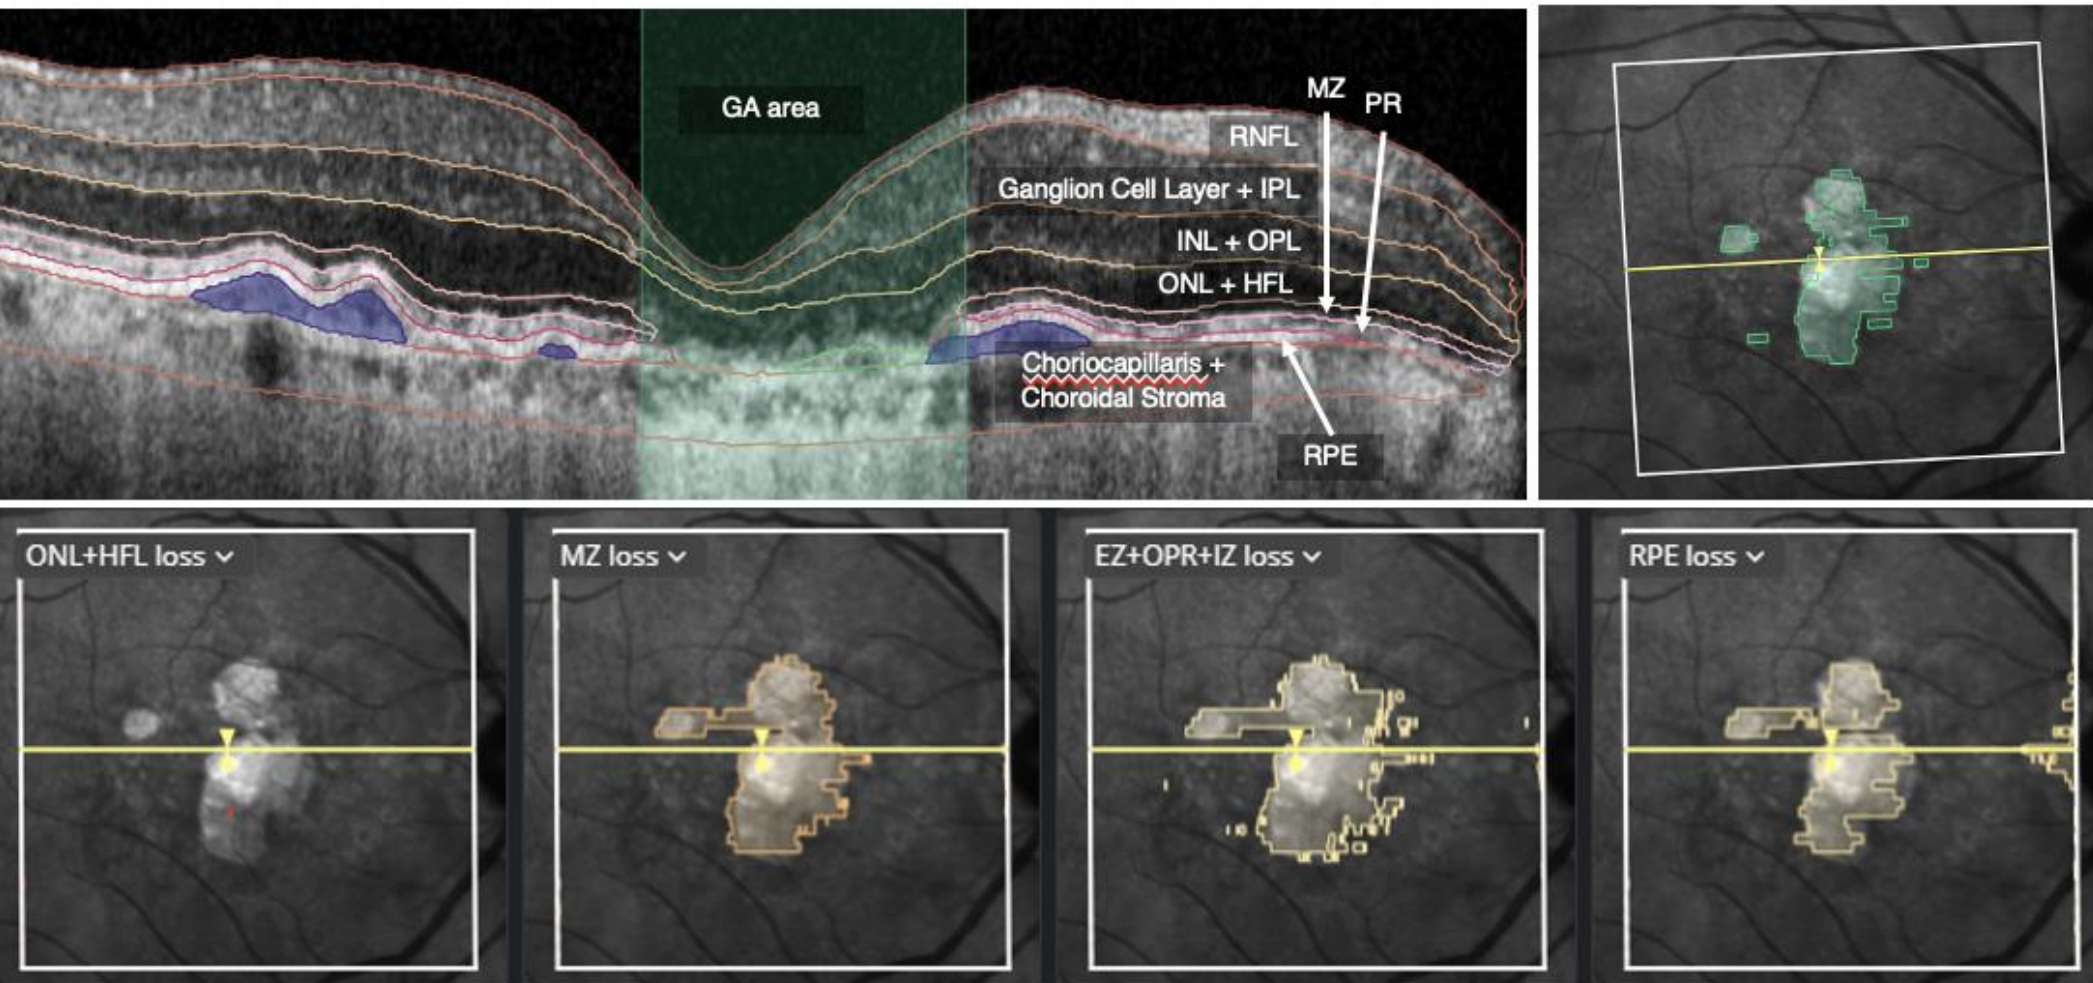 GA area
MZ
PR
RNFL
Ganglion Cell Layer + IPL
INL + OPL
ONL + HFL
Choriocapillaris +
Choroidal Stroma
RPE
ONL+HFL loss
MZ loss
EZ+OPR+IZ loss
RPE loss